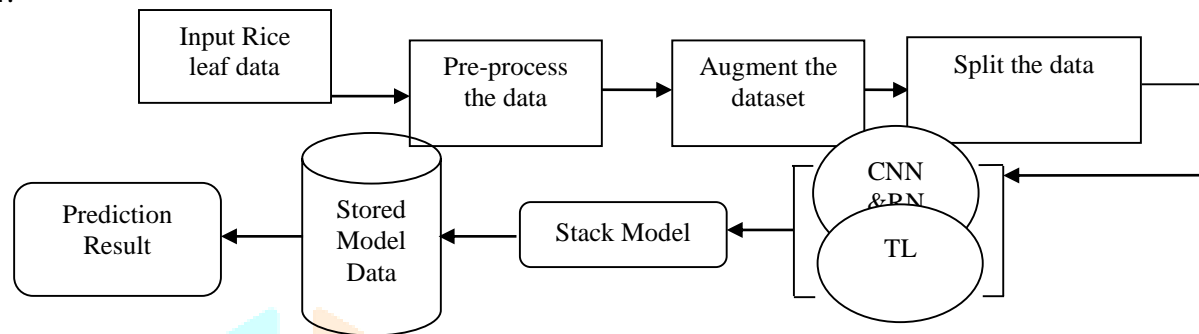 Input Rice
leaf data
Pre-process
the data
Augment the
dataset
Split the data
CNN
&RN
TL
Stack Model
Stored
Model
Data
Prediction
Result